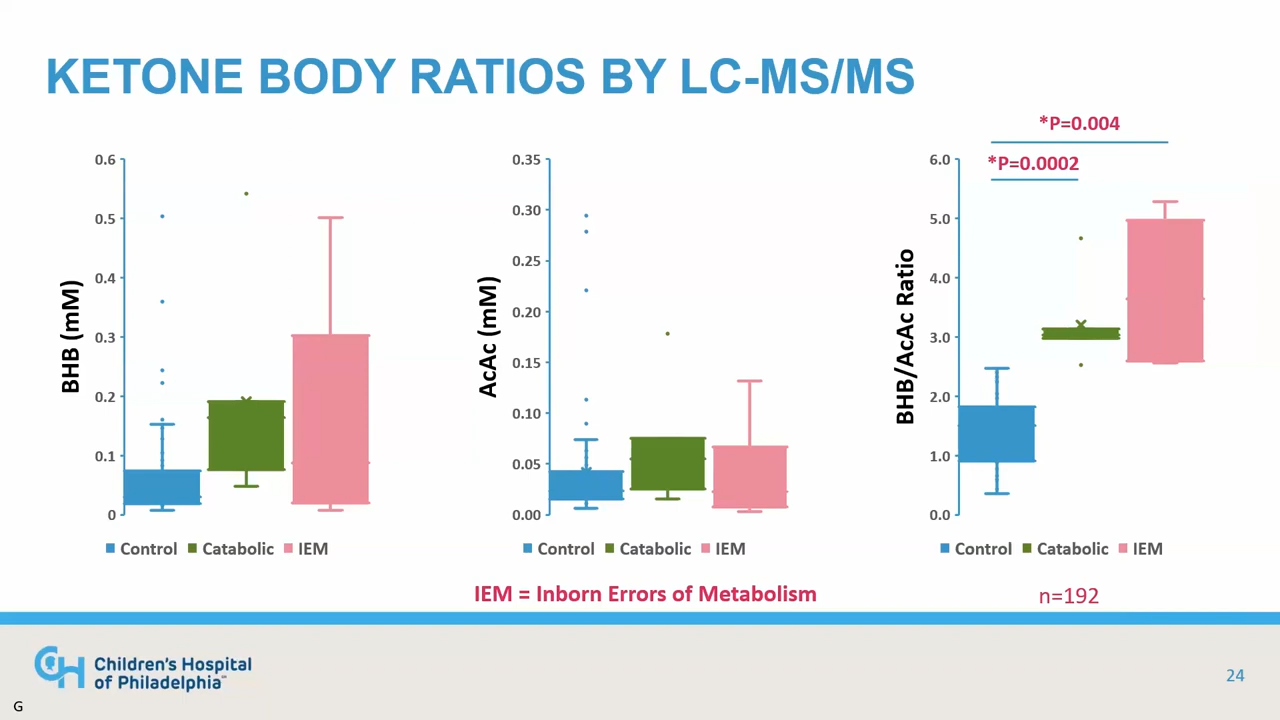 KETONE BODY RATIOS BY LC-MS/MS
BHB (mM)
0.6
0.5
0.4
0.3
0.2
0.1
0
Control Catabolic IEM
AcAc (mM)
0.35
0.30
0.25
0.20
0.15
0.10
0.05
0.00
Control Catabolic IEM
*P=0.004
*P=0.0002
BHB/AcAc Ratio
6.0
5.0
4.0
3.0
2.0
1.0
0.0
Control Catabolic IEM
IEM = Inborn Errors of Metabolism
n=192
CH
Children's Hospital
of Philadelphia℠
24
G